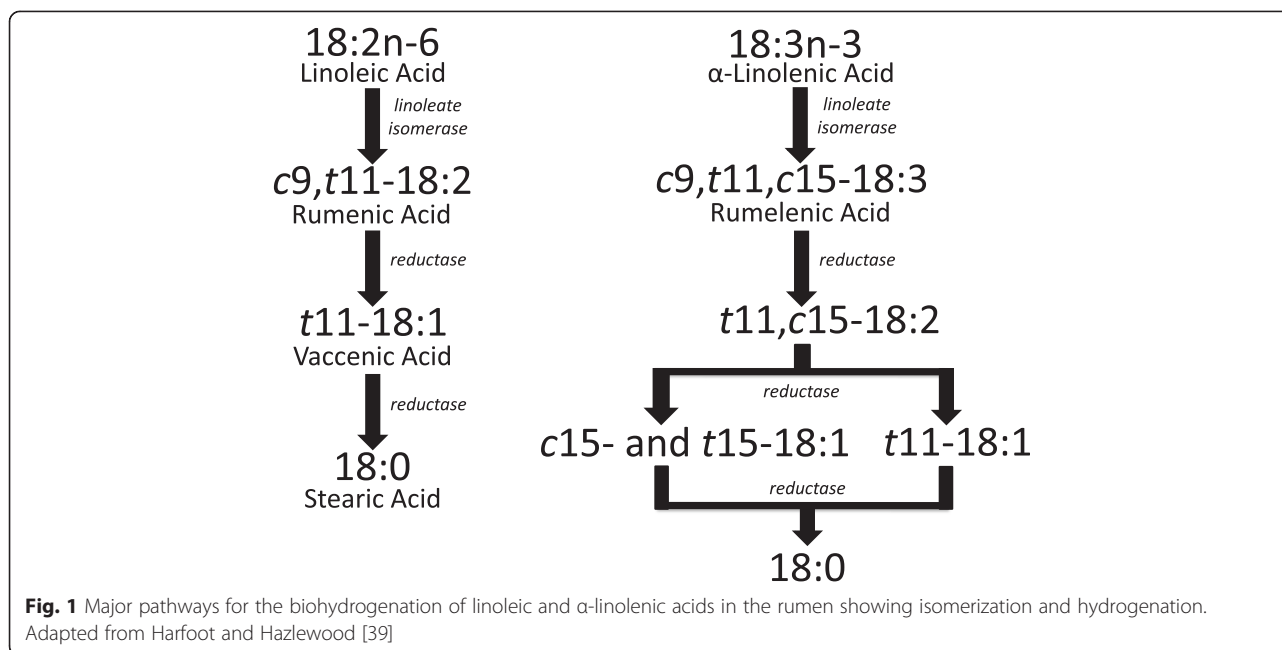 18:2n-6
Linoleic Acid
linoleate
isomerase
c9,t11-18:2
Rumenic Acid
reductase
t11-18:1
Vaccenic Acid
reductase
18:0
Stearic Acid
18:3n-3
α-Linolenic Acid
linoleate
isomerase
c9,t11,c15-18:3
Rumelenic Acid
reductase
t11,c15-18:2
reductase
c15- and t15-18:1
t11-18:1
reductase
18:0
Fig. 1 Major pathways for the biohydrogenation of linoleic and α-linolenic acids in the rumen showing isomerization and hydrogenation.
Adapted from Harfoot and Hazlewood [39]